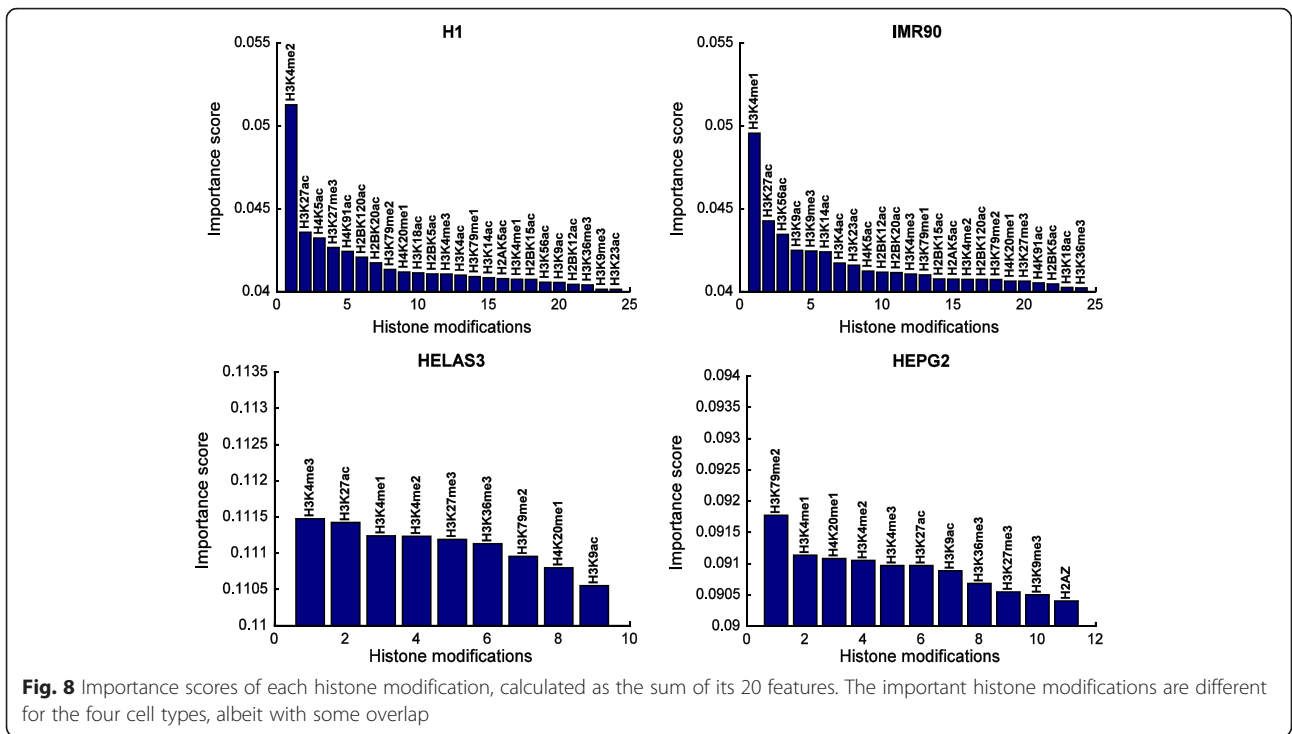 H1
0.055
0.05
0.045
0.04
Importance score
H3K4me2
H3K27ac
H4K5ac
H3K27me3
H4K91ac
H2BK120ac
H2BK20ac
H3K79me2
H4K20me1
H3K18ac
H2BK5ac
H3K4me3
H3K4ac
H3K79me1
H3K14ac
H2AK5ac
H3K4me1
H2BK15ac
H3K56ac
H3K9ac
H2BK12ac
H3K36me3
H3K9me3
H3K23ac
0 5 10 15 20 25
Histone modifications
IMR90
0.055
0.05
0.045
0.04
Importance score
H3K4me1
H3K27ac
H3K56ac
H3K9ac
H3K9me3
H3K14ac
H3K4ac
H3K23ac
H4K5ac
H2BK12ac
H2BK20ac
H3K4me3
H3K79me1
H2BK15ac
H2AK5ac
H3K4me2
H2BK120ac
H3K79me2
H4K20me1
H3K27me3
H4K91ac
H2BK5ac
H3K18ac
H3K36me3
0 5 10 15 20 25
Histone modifications
HELAS3
0.1135
0.113
0.1125
0.112
0.1115
0.111
0.1105
0.11
Importance score
H3K4me3
H3K27ac
H3K4me1
H3K4me2
H3K27me3
H3K36me3
H3K79me2
H4K20me1
H3K9ac
0 2 4 6 8 10
Histone modifications
HEPG2
0.094
0.093
0.0935
0.0925
0.092
0.0915
0.091
0.0905
0.09
Importance score
H3K79me2
H3K4me1
H4K20me1
H3K4me2
H3K4me3
H3K27ac
H3K9ac
H3K36me3
H3K27me3
H3K9me3
H2AZ
0 2 4 6 8 10 12
Histone modifications
Fig. 8 Importance scores of each histone modification, calculated as the sum of its 20 features. The important histone modifications are different
for the four cell types, albeit with some overlap